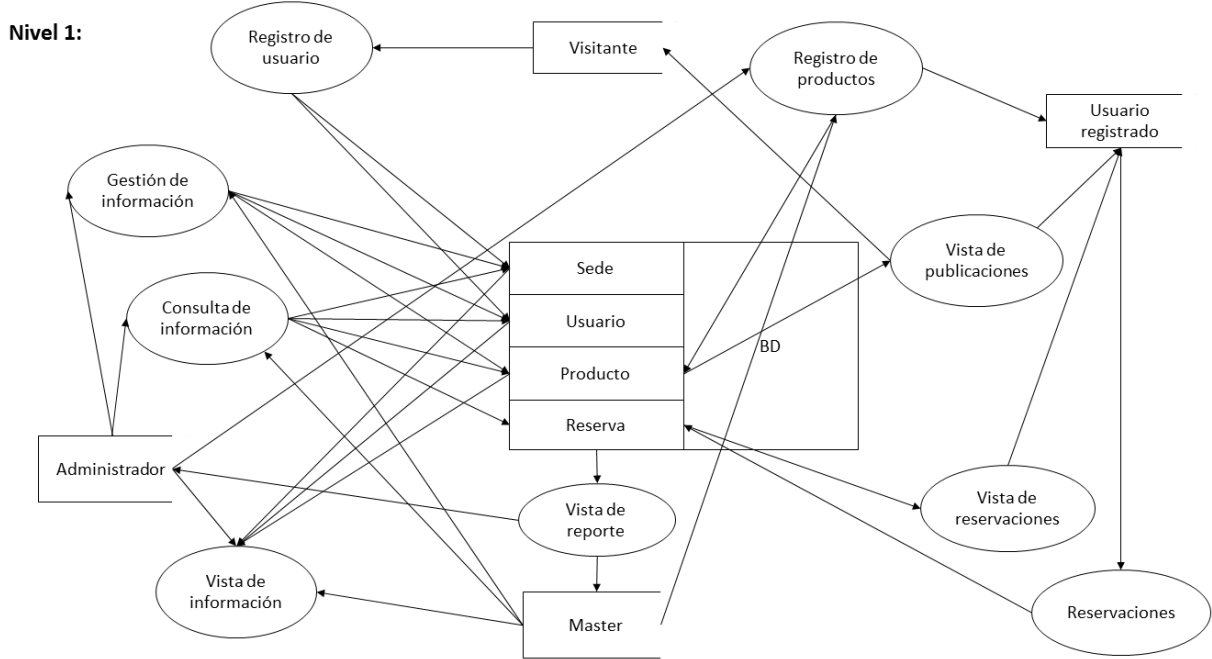 Nivel 1:
Registro de
usuario
Visitante
Registro de
productos
Usuario
registrado
Gestión de
información
Vista de
publicaciones
Sede
Consulta de
información
Usuario
BD
Producto
Reserva
Administrador
Vista de
reporte
Vista de
reservaciones
Vista de
información
Master
Reservaciones